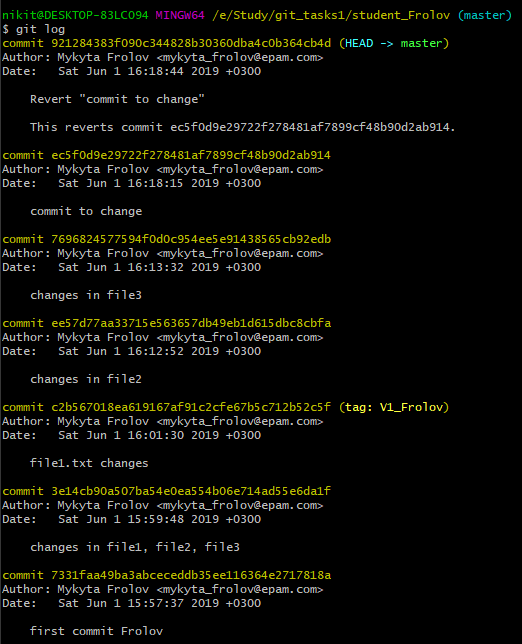 nikit@DESKTOP-83LC094 MINGW64 /e/Study/git_tasks1/student_Frolov (master)
$ git log
commit 921284383f090c344828b30360dba4c0b364cb4d (HEAD -> master)
Author: Mykyta Frolov <mykyta_frolov@epam.com>
Date:   Sat Jun 1 16:18:44 2019 +0300
Revert "commit to change"
This reverts commit ec5f0d9e29722f278481af7899cf48b90d2ab914.
commit ec5f0d9e29722f278481af7899cf48b90d2ab914
Author: Mykyta Frolov <mykyta_frolov@epam.com>
Date:   Sat Jun 1 16:18:15 2019 +0300
commit to change
commit 7696824577594f0d0c954ee5e91438565cb92edb
Author: Mykyta Frolov <mykyta_frolov@epam.com>
Date:   Sat Jun 1 16:13:32 2019 +0300
changes in file3
commit ee57d77aa33715e563657db49eb1d615dbc8cbfa
Author: Mykyta Frolov <mykyta_frolov@epam.com>
Date:   Sat Jun 1 16:12:52 2019 +0300
changes in file2
commit c2b567018ea619167af91c2cfe67b5c712b52c5f (tag: V1_Frolov)
Author: Mykyta Frolov <mykyta_frolov@epam.com>
Date:   Sat Jun 1 16:01:30 2019 +0300
file1.txt changes
commit 3e14cb90a507ba54e0ea554b06e714ad55e6da1f
Author: Mykyta Frolov <mykyta_frolov@epam.com>
Date:   Sat Jun 1 15:59:48 2019 +0300
changes in file1, file2, file3
commit 7331faa49ba3abcececddb35ee116364e2717818a
Author: Mykyta Frolov <mykyta_frolov@epam.com>
Date:   Sat Jun 1 15:57:37 2019 +0300
first commit Frolov